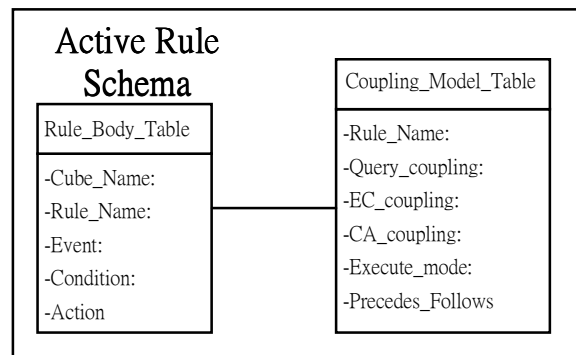 Active Rule
Schema
Rule_Body_Table
-Cube_Name:
-Rule_Name:
-Event:
-Condition:
-Action
Coupling_Model_Table
-Rule_Name:
-Query_coupling:
-EC_coupling:
-CA_coupling:
-Execute_mode:
-Precedes_Follows